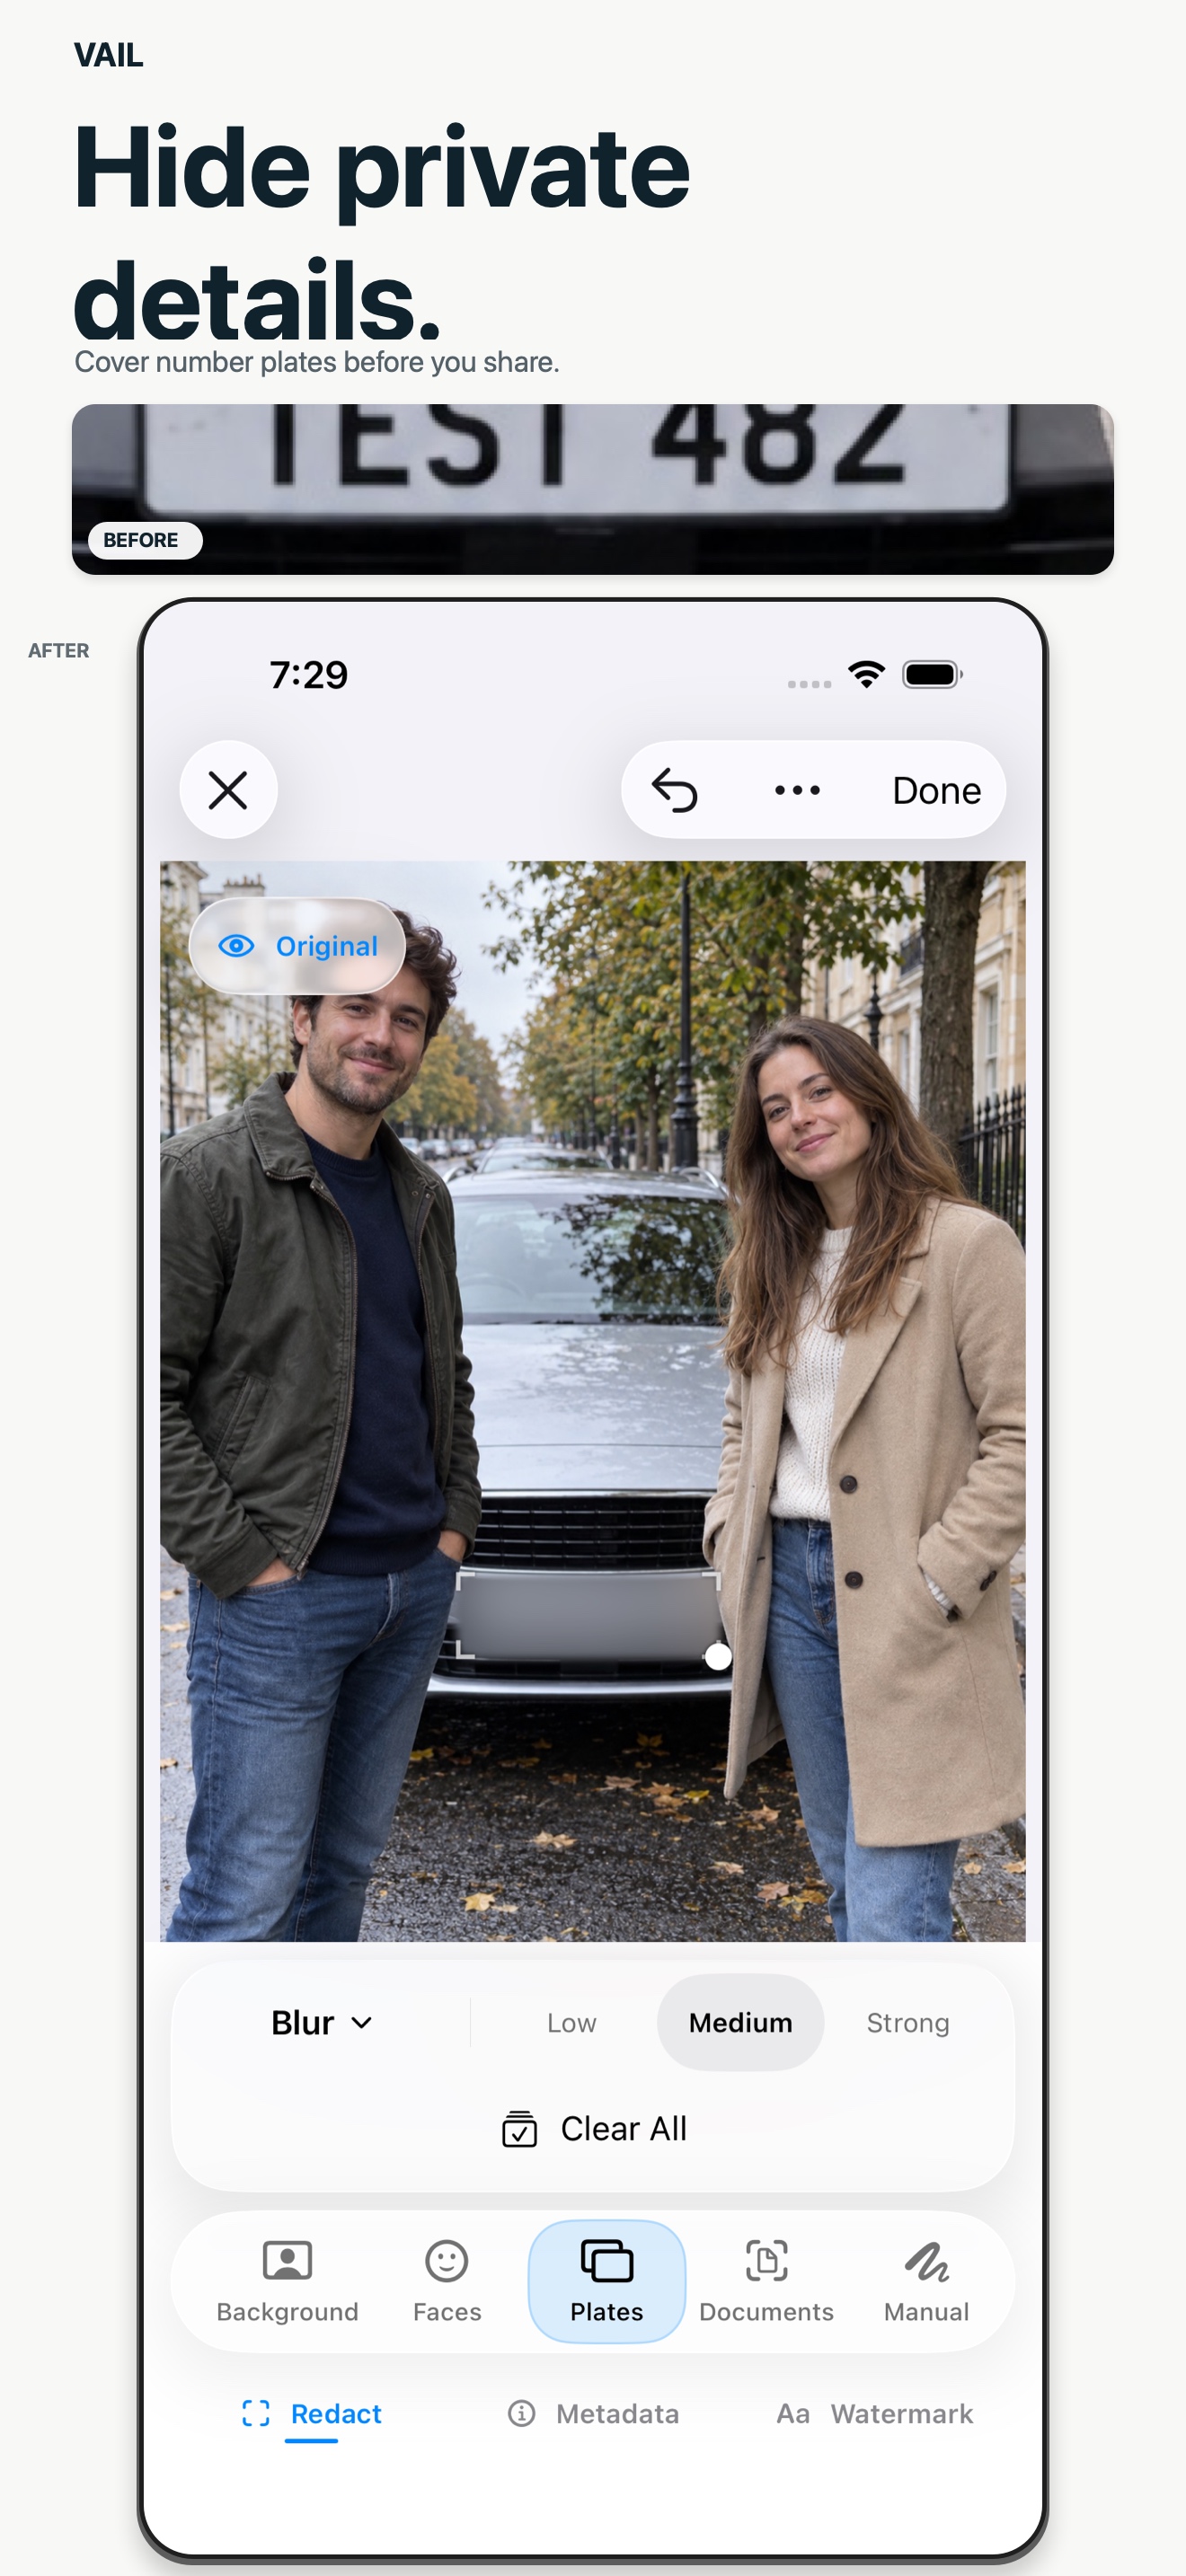 VAIL
Hide private
details.
Cover number plates before you share.
TEST 482
BEFORE
AFTER
7:29
Done
Original
Blur
Low
Medium
Strong
Clear All
Background
Faces
Plates
Documents
Manual
Redact
Metadata
Aa Watermark